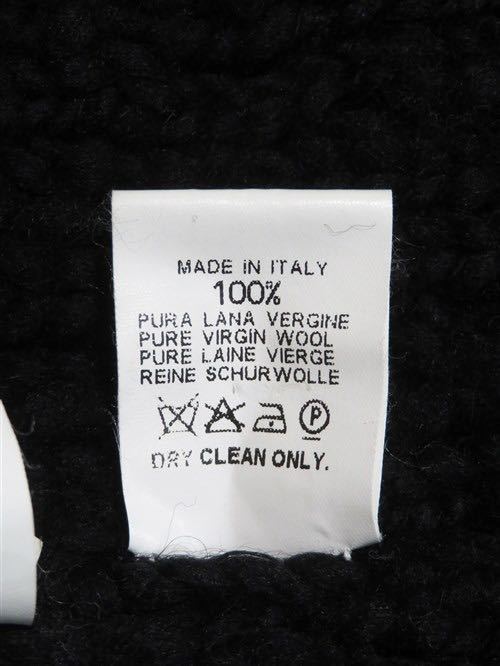 MADE IN ITALY
100%
PURA LANA VERGINE
PURE VIRGIN WOOL
PURE LAINE VIERGE
REINE SCHURWOLLE
P
DRY CLEAN ONLY.